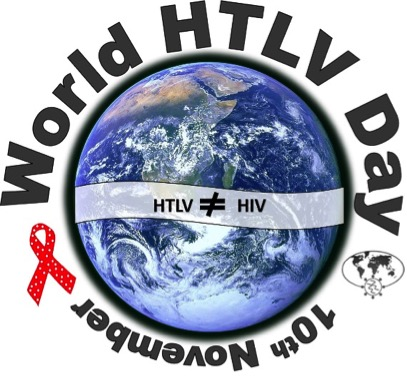 World HTLV Day
HTLV ≠ HIV
10th November